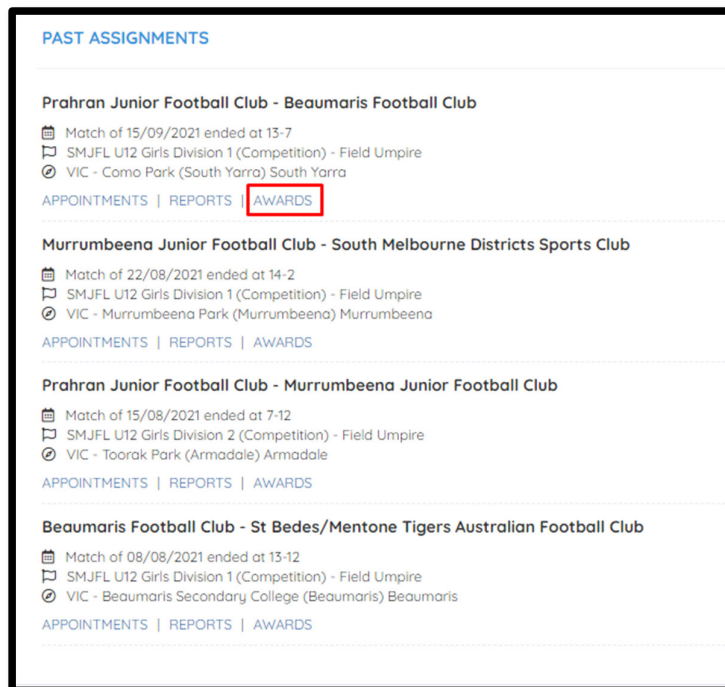 PAST ASSIGNMENTS
Prahran Junior Football Club - Beaumaris Football Club
Match of 15/09/2021 ended at 13-7
SMJFL U12 Girls Division 1 (Competition) - Field Umpire
VIC - Como Park (South Yarra) South Yarra
APPOINTMENTS | REPORTS | AWARDS
Murrumbeena Junior Football Club - South Melbourne Districts Sports Club
Match of 22/08/2021 ended at 14-2
SMJFL U12 Girls Division 1 (Competition) - Field Umpire
VIC - Murrumbeena Park (Murrumbeena) Murrumbeena
APPOINTMENTS | REPORTS | AWARDS
Prahran Junior Football Club - Murrumbeena Junior Football Club
Match of 15/08/2021 ended at 7-12
SMJFL U12 Girls Division 2 (Competition) - Field Umpire
VIC - Toorak Park (Armadale) Armadale
APPOINTMENTS | REPORTS | AWARDS
Beaumaris Football Club - St Bedes/Mentone Tigers Australian Football Club
Match of 08/08/2021 ended at 13-12
SMJFL U12 Girls Division 1 (Competition) - Field Umpire
VIC - Beaumaris Secondary College (Beaumaris) Beaumaris
APPOINTMENTS | REPORTS | AWARDS